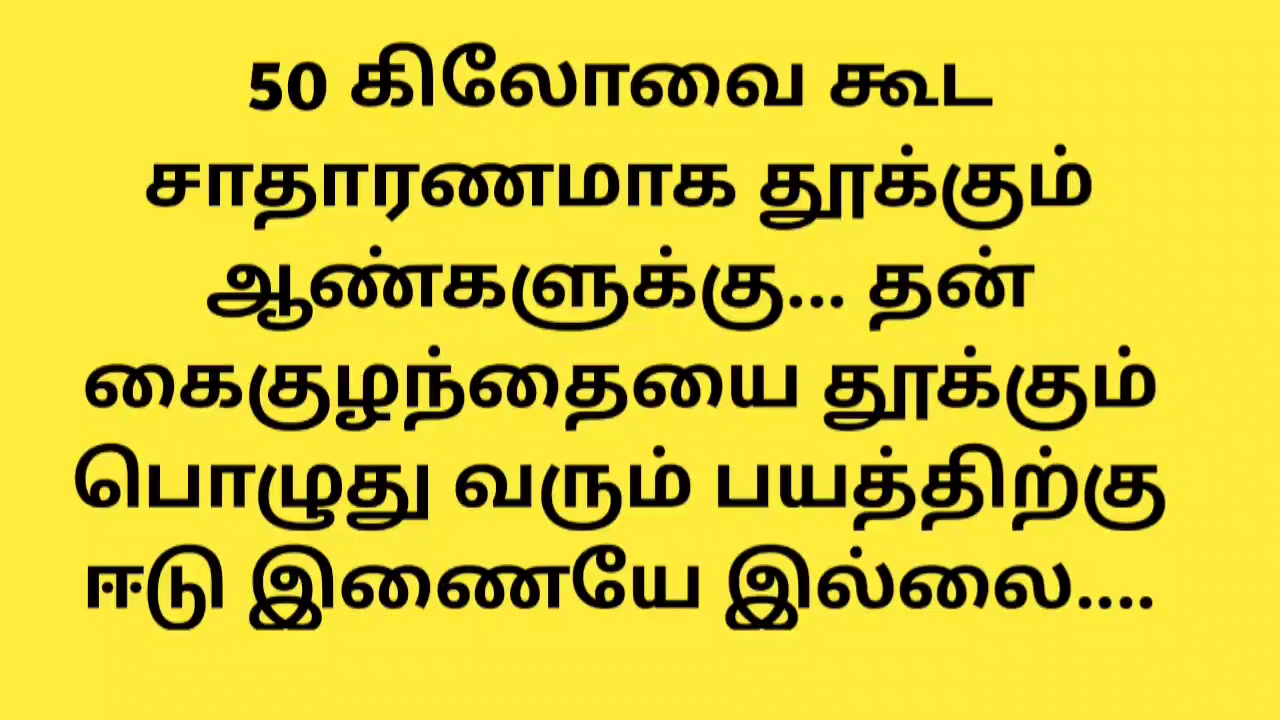 50 கிலோவை கூட
சாதாரணமாக தூக்கும்
ஆண்களுக்கு... தன்
கைகுழந்தையை தூக்கும்
பொழுது வரும் பயத்திற்கு
ஈடு இணையே இல்லை....